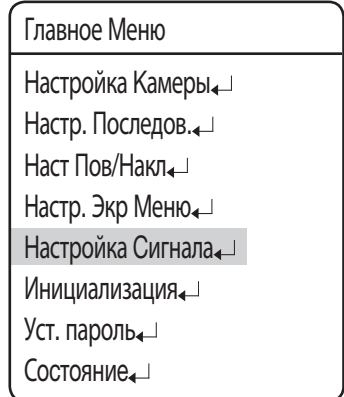 Главное Меню
Настройка Камеры↵
Настр. Последов.↵
Наст Пов/Накл↵
Настр. Экр Меню↵
Настройка Сигнала↵
Инициализация↵
Уст. пароль↵
Состояние↵